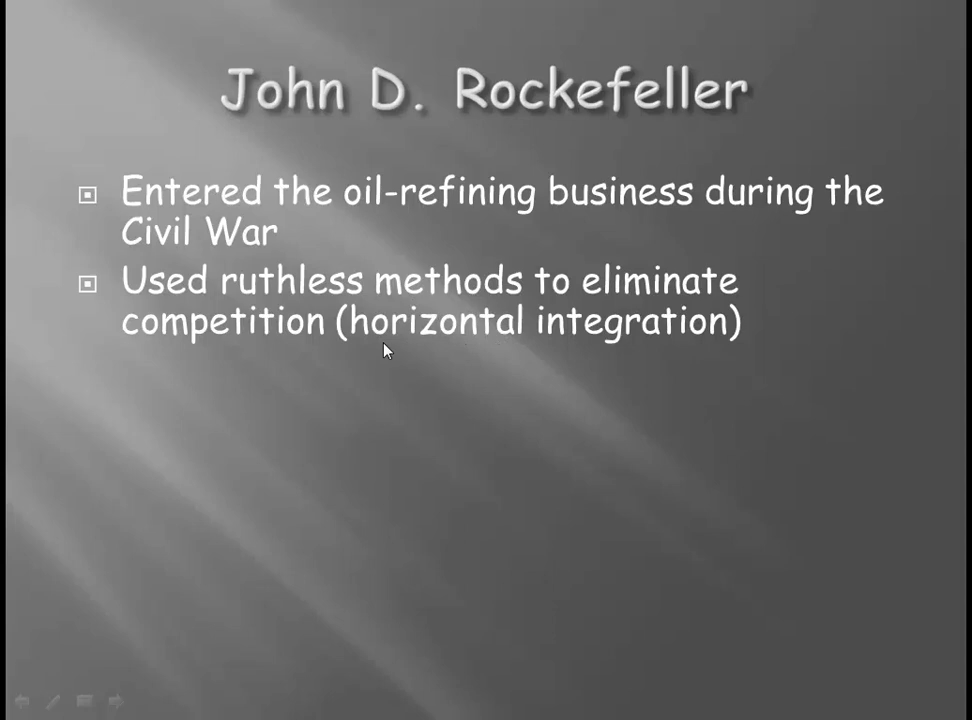 John D. Rockefeller
Entered the oil-refining business during the
Civil War
Used ruthless methods to eliminate
competition (horizontal integration)